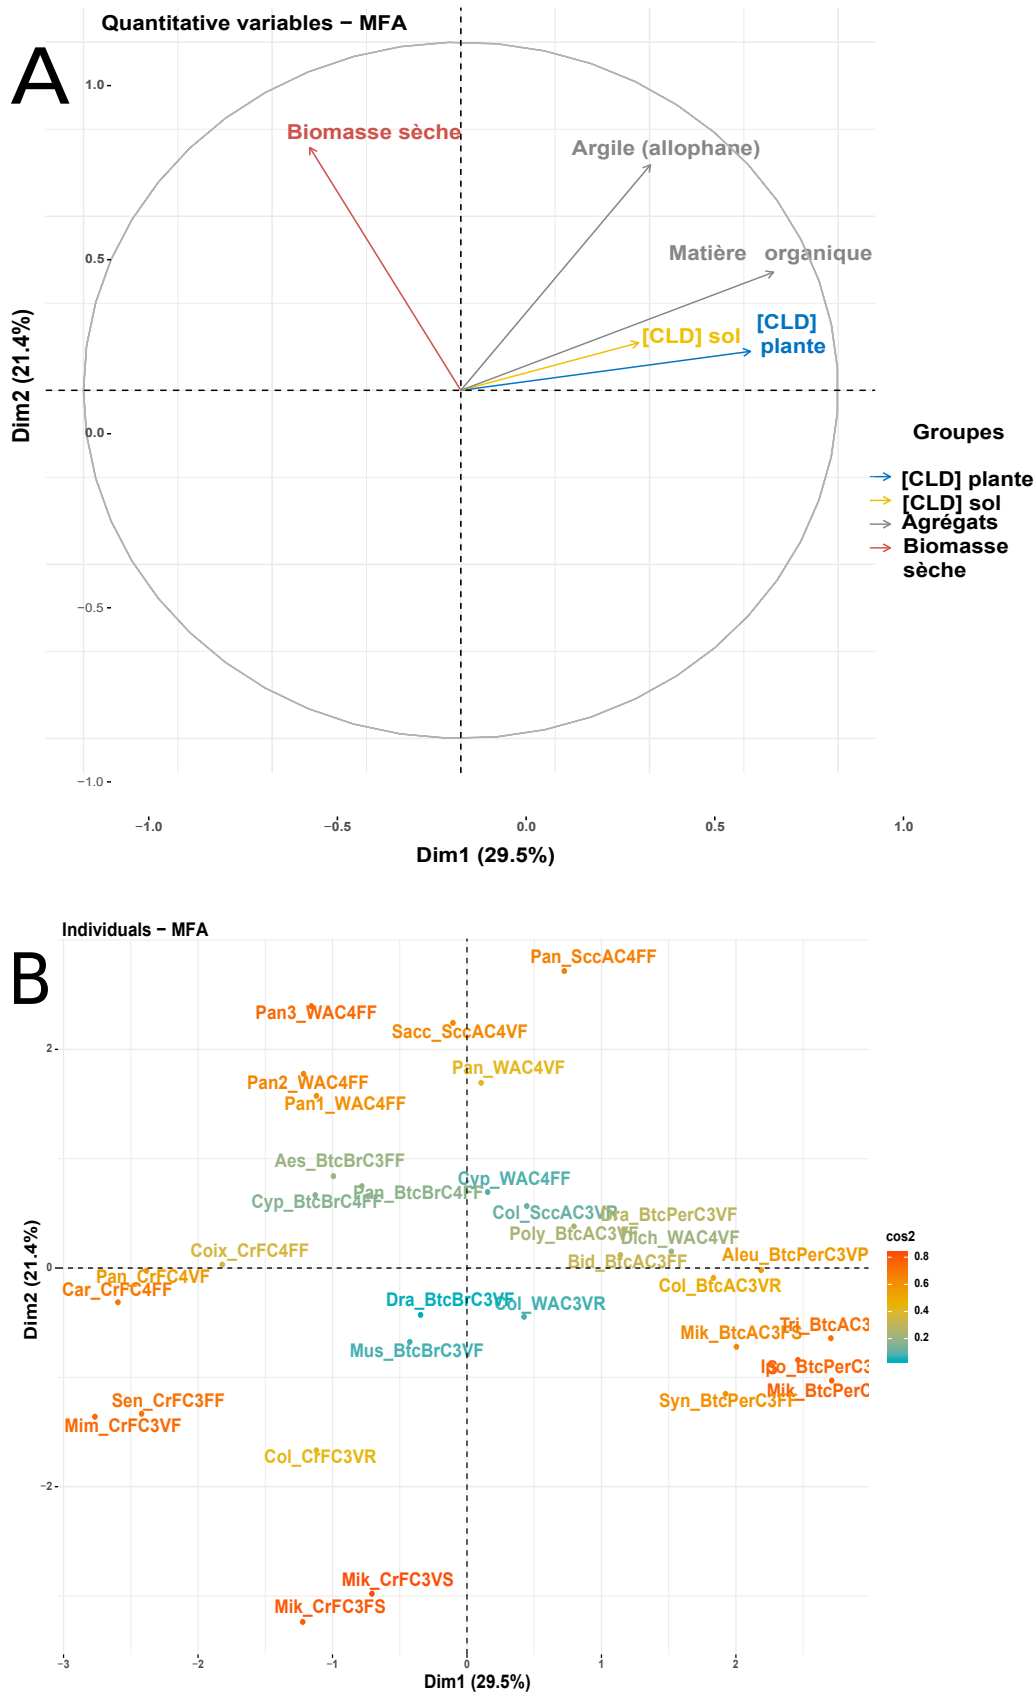 Quantitative variables − MFA
A
1.0
Biomasse sèche
Argile (allophane)
0.5
Matière organique
[CLD] sol
[CLD]
plante
Dim2 (21.4%)
0.0
Groupes
[CLD] plante
[CLD] sol
Agrégats
Biomasse
sèche
−0.5
−1.0
−1.0
−0.5
0.0
0.5
1.0
Dim1 (29.5%)
Individuals − MFA
B
Pan_SccAC4FF
Pan3_WAC4FF
Sacc_SccAC4VF
2
Pan_WAC4VF
Pan2_WAC4FF
Pan1_WAC4FF
Aes_BtcBrC3FF
Cyp_WAC4FF
Pan_BtcBrC4FF
Cyp_BtcBrC4FF
Col_SccAC3VR
Dra_BtcPerC3VF
Poly_BtcAC3VF
Dich_WAC4VF
Coix_CrFC4FF
Bid_BtcAC3FF
Aleu_BtcPerC3VP
Pan_CrFC4VF
0
Car_CrFC4FF
Col_BtcAC3VR
Dra_BtcBrC3VF
Col_WAC3VR
Tri_BtcAC3
Mik_BtcAC3FS
Mus_BtcBrC3VF
Ipo_BtcPerC3
Mik_BtcPerC
Syn_BtcPerC3FF
Sen_CrFC3FF
Mim_CrFC3VF
Col_CrFC3VR
−2
Mik_CrFC3VS
Mik_CrFC3FS
Dim2 (21.4%)
cos2
0.8
0.6
0.4
0.2
−3
−2
−1
0
1
2
Dim1 (29.5%)